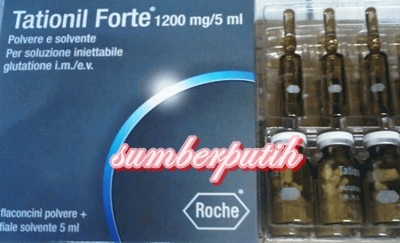 Tationil Forte® 1200 mg/5 ml
Polvere e solvente
Per soluzione iniettabile
glutatione i.m./e.v.
sumberputih
Roche
flaconcini polvere +
fiale solvente 5 ml
Tation